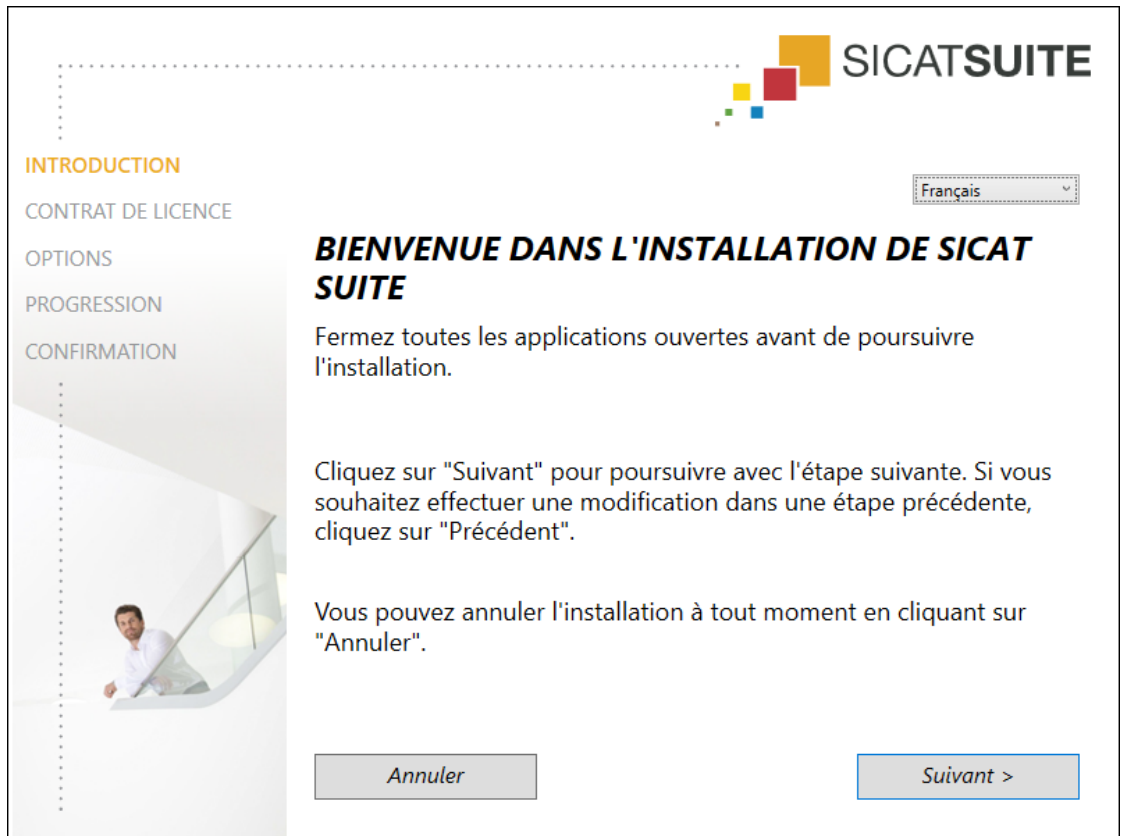 SICATSUITE
INTRODUCTION
CONTRAT DE LICENCE
OPTIONS
PROGRESSION
CONFIRMATION
Français
BIENVENUE DANS L'INSTALLATION DE SICAT
SUITE
Fermez toutes les applications ouvertes avant de poursuivre
l'installation.
Cliquez sur "Suivant" pour poursuivre avec l'étape suivante. Si vous
souhaitez effectuer une modification dans une étape précédente,
cliquez sur "Précédent".
Vous pouvez annuler l'installation à tout moment en cliquant sur
"Annuler".
Annuler
Suivant >